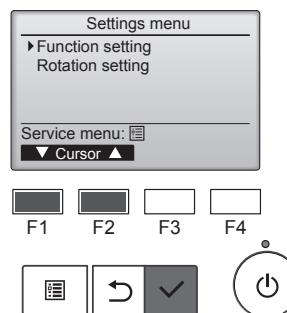 Settings menu
Function setting
Rotation setting
Service menu:
Cursor
F1 F2 F3 F4